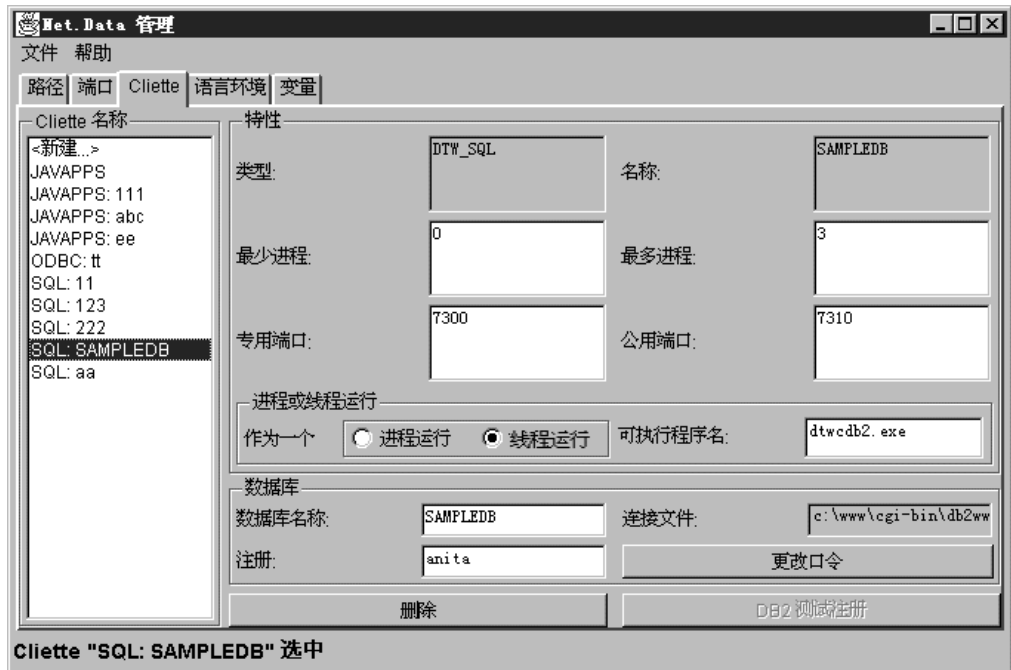 Net.Data 管理
文件 帮助
路径 端口 Cliette 语言环境 变量
Cliette 名称
<新建...>
JAVAPPS
JAVAPPS: 111
JAVAPPS: abc
JAVAPPS: ee
ODBC: tt
SQL: 11
SQL: 123
SQL: 222
SQL: SAMPLEDB
SQL: aa
特性
类型: DTW_SQL 名称: SAMPLEDB
最少进程: 0 最多进程: 3
专用端口: 7300 公用端口: 7310
进程或线程运行
作为一个 进程运行 线程运行 可执行程序名: dtwcdb2.exe
数据库
数据库名称: SAMPLEDB 连接文件: c:\www\cgi-bin\db2ww
注册: anita 更改口令
删除 DB2 测试注册
Cliette "SQL: SAMPLEDB" 选中